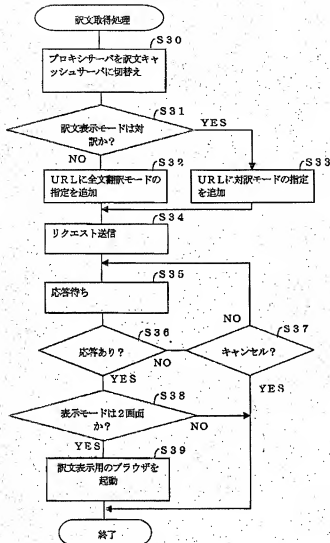 訳文取得処理
S30
プロキシサーバを訳文キャ
ッシュサーバに切替え
S31
訳文表示モードは対
訳か?
YES
NO
S32
S33
URLに全文翻訳モードの
指定を追加
URLに対訳モードの指定
を追加
S34
リクエスト送信
S35
応答待ち
S36
S37
NO
応答あり?
NO
キャンセル?
YES
YES
S38
表示モードは2画面
か?
NO
YES
S39
訳文表示用のブラウザを
起動
終了